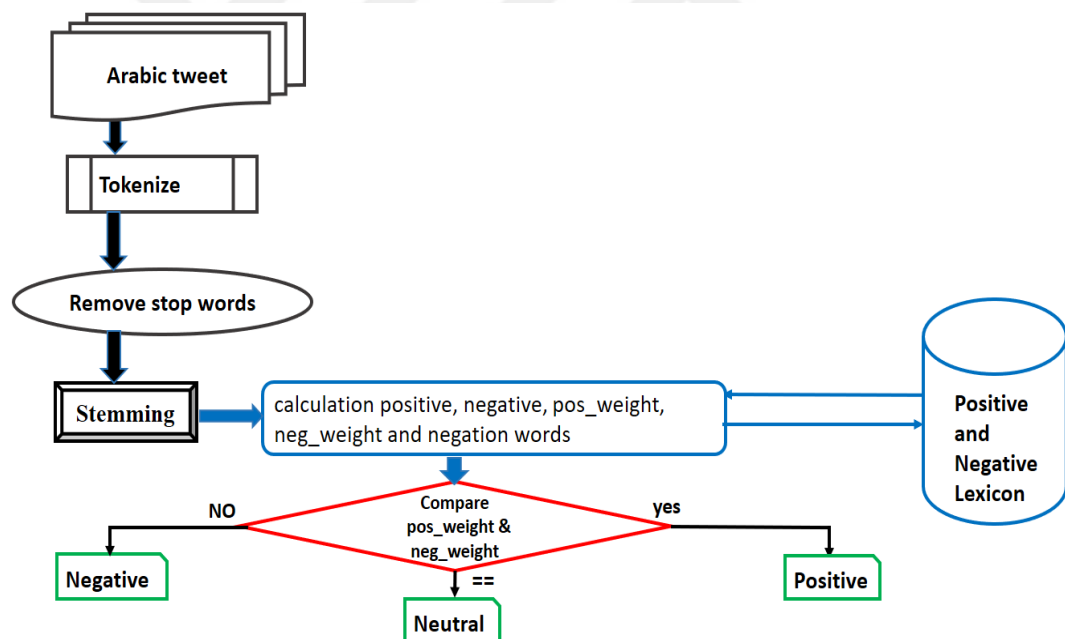 Arabic tweet
Tokenize
Remove stop words
Stemming
calculation positive, negative, pos_weight,
neg_weight and negation words
Positive
and
Negative
Lexicon
NO
Compare
pos_weight &
neg_weight
yes
==
Negative
Neutral
Positive